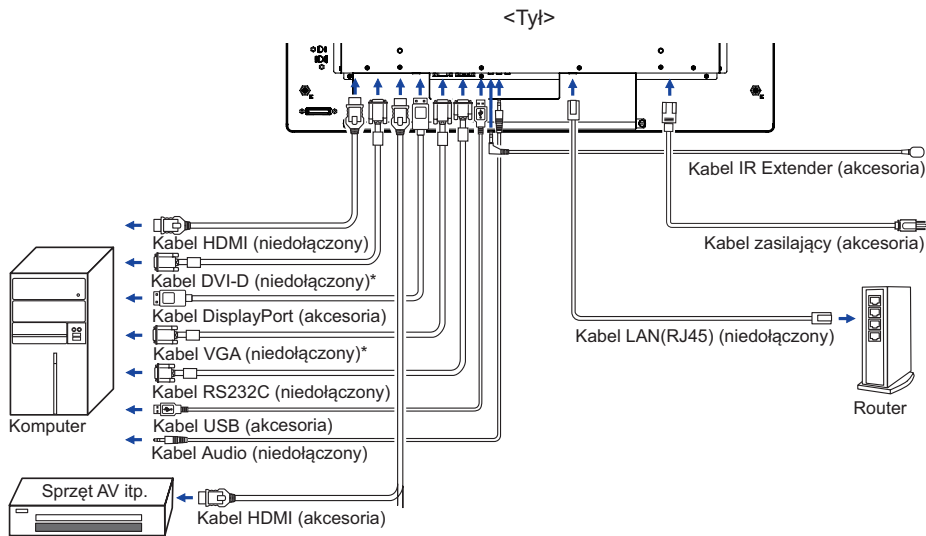 <Tył>
Kabel IR Extender (akcesoria)
Kabel HDMI (niedołączony)
Kabel zasilający (akcesoria)
Kabel DVI-D (niedołączony)*
Kabel DisplayPort (akcesoria)
Kabel LAN(RJ45) (niedołączony)
Kabel VGA (niedołączony)*
Kabel RS232C (niedołączony)
Router
Komputer
Kabel USB (akcesoria)
Kabel Audio (niedołączony)
Sprzęt AV itp.
Kabel HDMI (akcesoria)